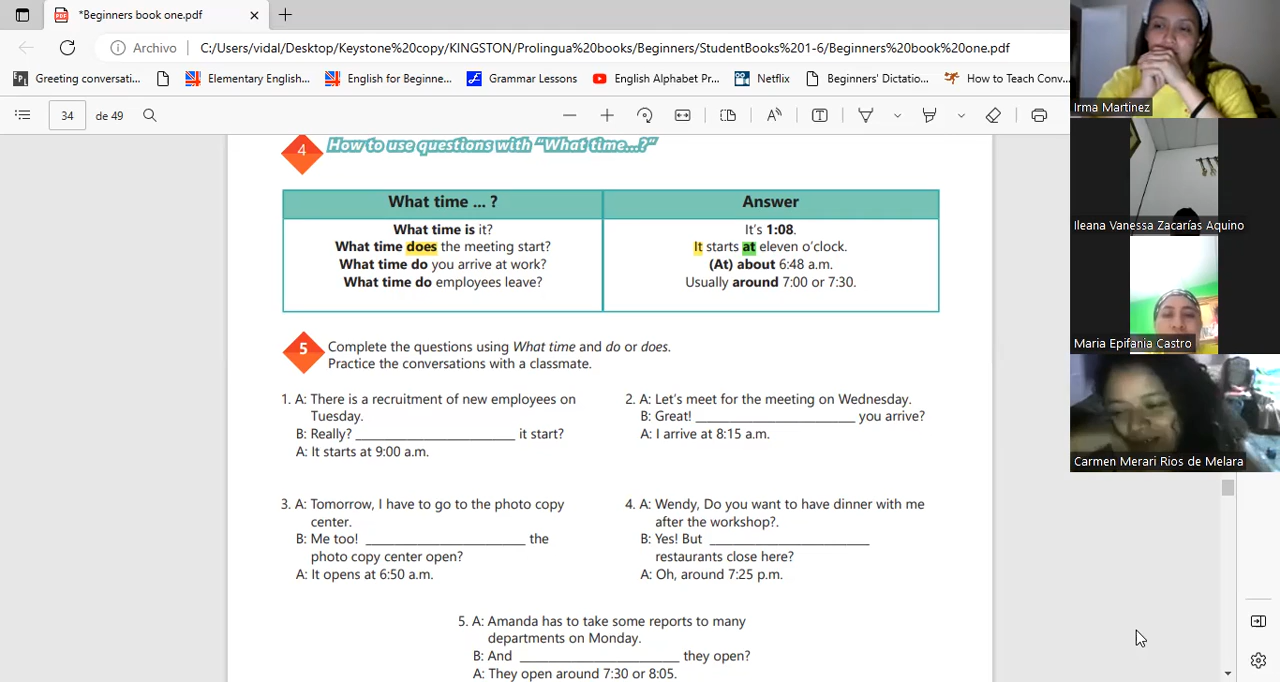 *Beginners book one.pdf
Archivo
C:/Users/vidal/Desktop/Keystone%20copy/KINGSTON/Prolingua%20books/Beginners/StudentBooks%201-6/Beginners%20book%20one.pdf
Greeting conversati...
Elementary English...
English for Beginne...
Grammar Lessons
English Alphabet Pr...
Netflix
Beginners' Dictatio...
How to Teach Conv...
34 de 49
4 How to use questions with "What time...?"
What time ... ?
Answer
What time is it?
It's 1:08.
What time does the meeting start?
It starts at eleven o'clock.
What time do you arrive at work?
(At) about 6:48 a.m.
What time do employees leave?
Usually around 7:00 or 7:30.
5 Complete the questions using What time and do or does.
Practice the conversations with a classmate.
1. A: There is a recruitment of new employees on
Tuesday.
B: Really? ______________________ it start?
A: It starts at 9:00 a.m.
2. A: Let's meet for the meeting on Wednesday.
B: Great! ______________________ you arrive?
A: I arrive at 8:15 a.m.
3. A: Tomorrow, I have to go to the photo copy
center.
B: Me too! ______________________ the
photo copy center open?
A: It opens at 6:50 a.m.
4. A: Wendy, Do you want to have dinner with me
after the workshop?.
B: Yes! But ______________________
restaurants close here?
A: Oh, around 7:25 p.m.
5. A: Amanda has to take some reports to many
departments on Monday.
B: And ______________________ they open?
A: They open around 7:30 or 8:05.
Irma Martinez
Ileana Vanessa Zacarías Aquino
Maria Epifania Castro
Carmen Merari Rios de Melara